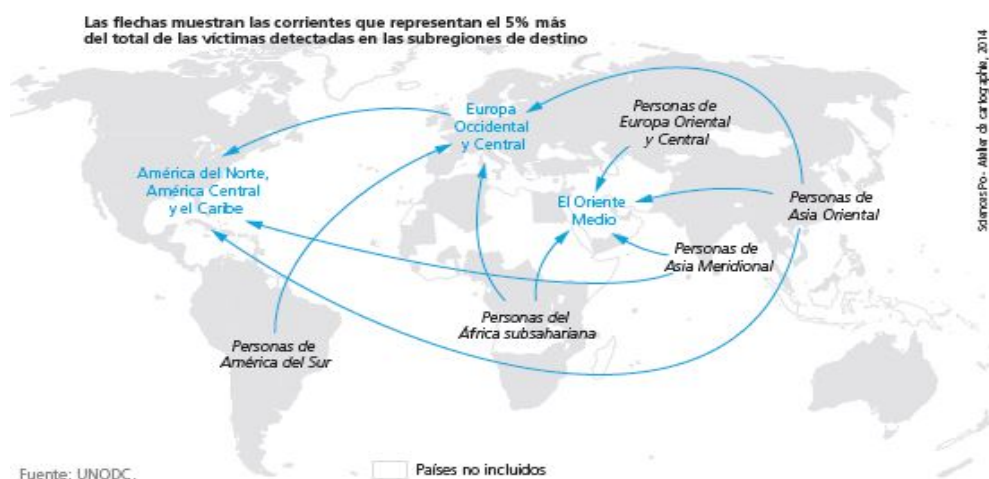 Las flechas muestran las corrientes que representan el 5% más
del total de las víctimas detectadas en las subregiones de destino
Europa
Occidental
y Central
Personas de
Europa Oriental
y Central
América del Norte,
América Central
y el Caribe
El Oriente
Medio
Personas de
Asia Oriental
Personas de
Asia Meridional
Personas del
África subsahariana
Personas de
América del Sur
Fuente: UNODC.
Países no incluidos
SciencesPo - Atelier de cartographie, 2014